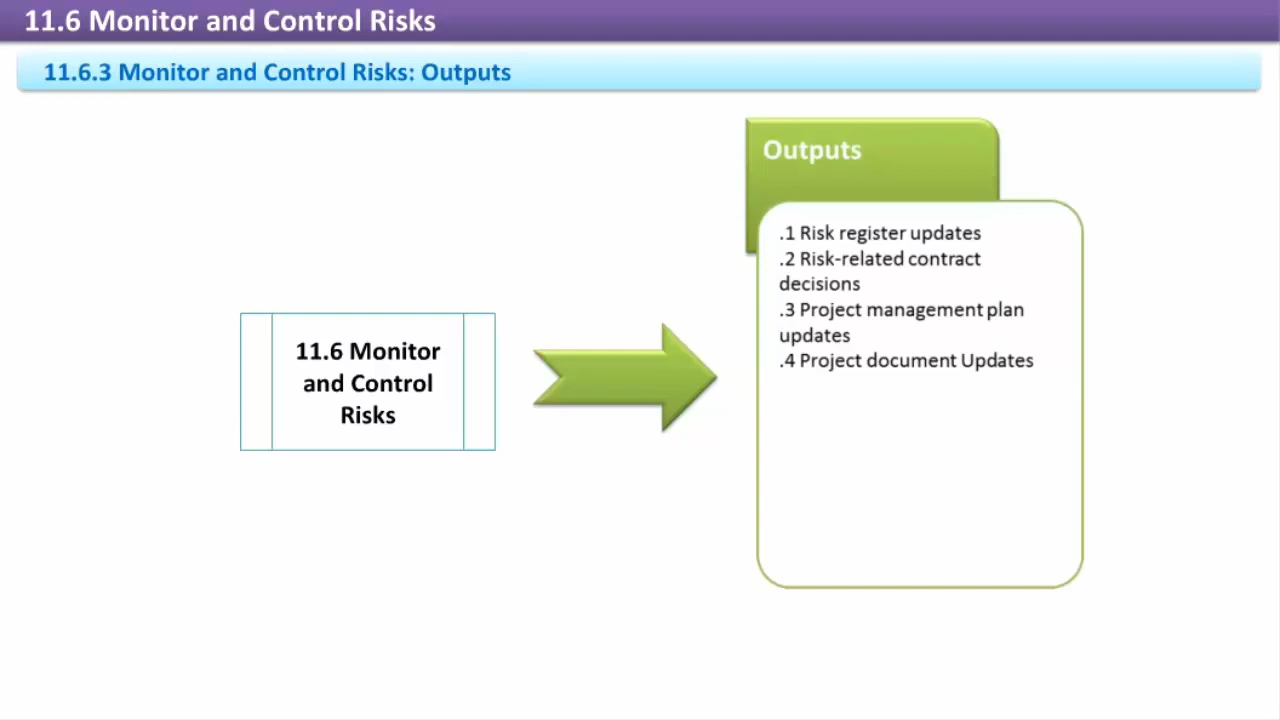 11.6 Monitor and Control Risks
11.6.3 Monitor and Control Risks: Outputs
Outputs
.1 Risk register updates
.2 Risk-related contract
decisions
.3 Project management plan
updates
.4 Project document Updates
11.6 Monitor
and Control
Risks